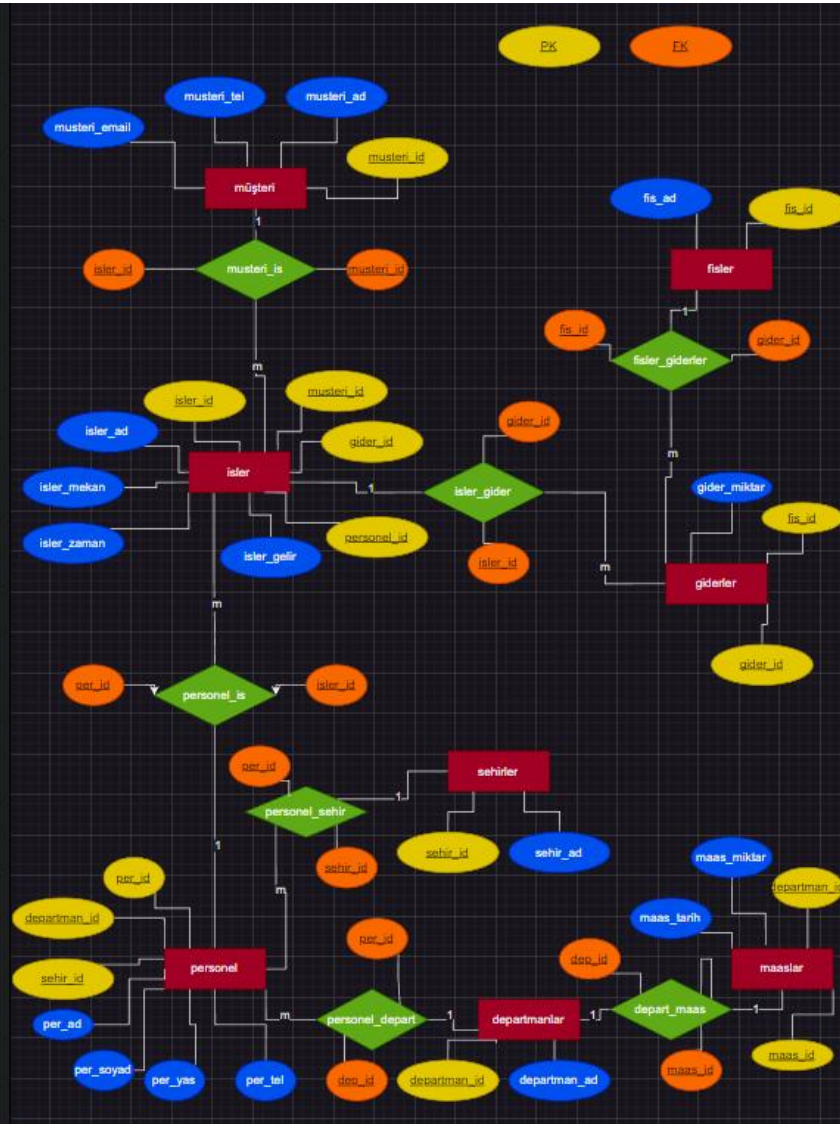 PK
FK
musteri_tel
musteri_ad
musteri_email
musteri_id
müşteri
fis_ad
fis_id
1
isler_id
musteri_is
musteri_id
fisler
1
fis_id
gider_id
fisler_giderler
m
isler_id
musteri_id
isler_ad
gider_id
gider_id
m
isler
isler_mekan
1
isler_gider
gider_miktar
fis_id
isler_zaman
personel_id
isler_gelir
isler_id
m
giderler
m
gider_id
per_id
personel_is
isler_id
per_id
sehirler
1
personel_sehir
1
sehir_id
sehir_id
sehir_ad
maas_miktar
per_id
m
departman_id
departman_id
maas_tarih
per_id
sehir_id
personel
dep_id
maaslar
per_ad
m
personel_depart
1
departmanlar
1
depart_maas
1
per_soyad
per_yas
per_tel
dep_id
departman_id
departman_ad
maas_id
maas_id